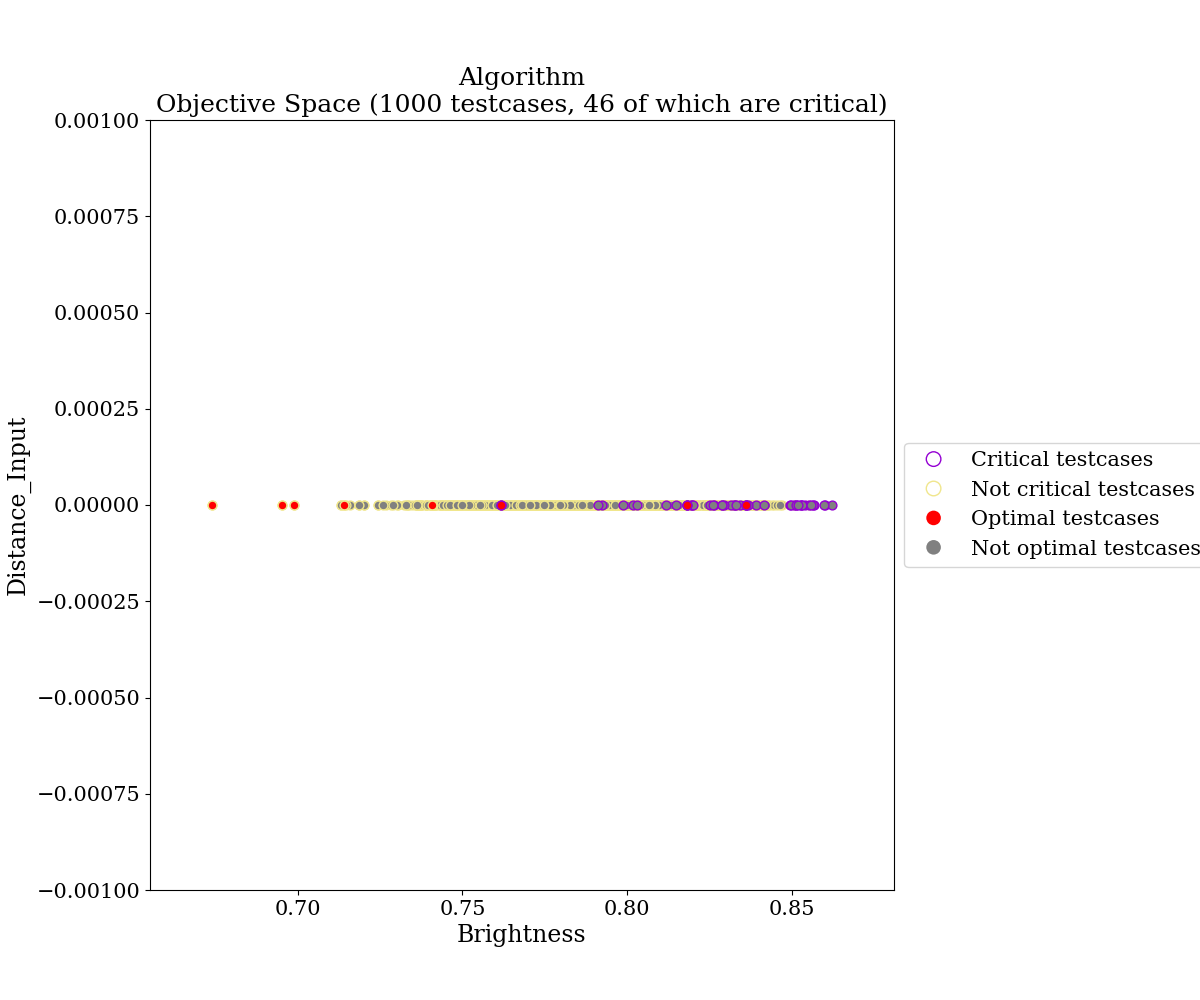 Algorithm
Objective Space (1000 testcases, 46 of which are critical)
0.00100
0.00075
0.00050
0.00025
0.00000
−0.00025
−0.00050
−0.00075
−0.00100
Distance_Input
0.70 0.75 0.80 0.85
Brightness
Critical testcases
Not critical testcases
Optimal testcases
Not optimal testcases